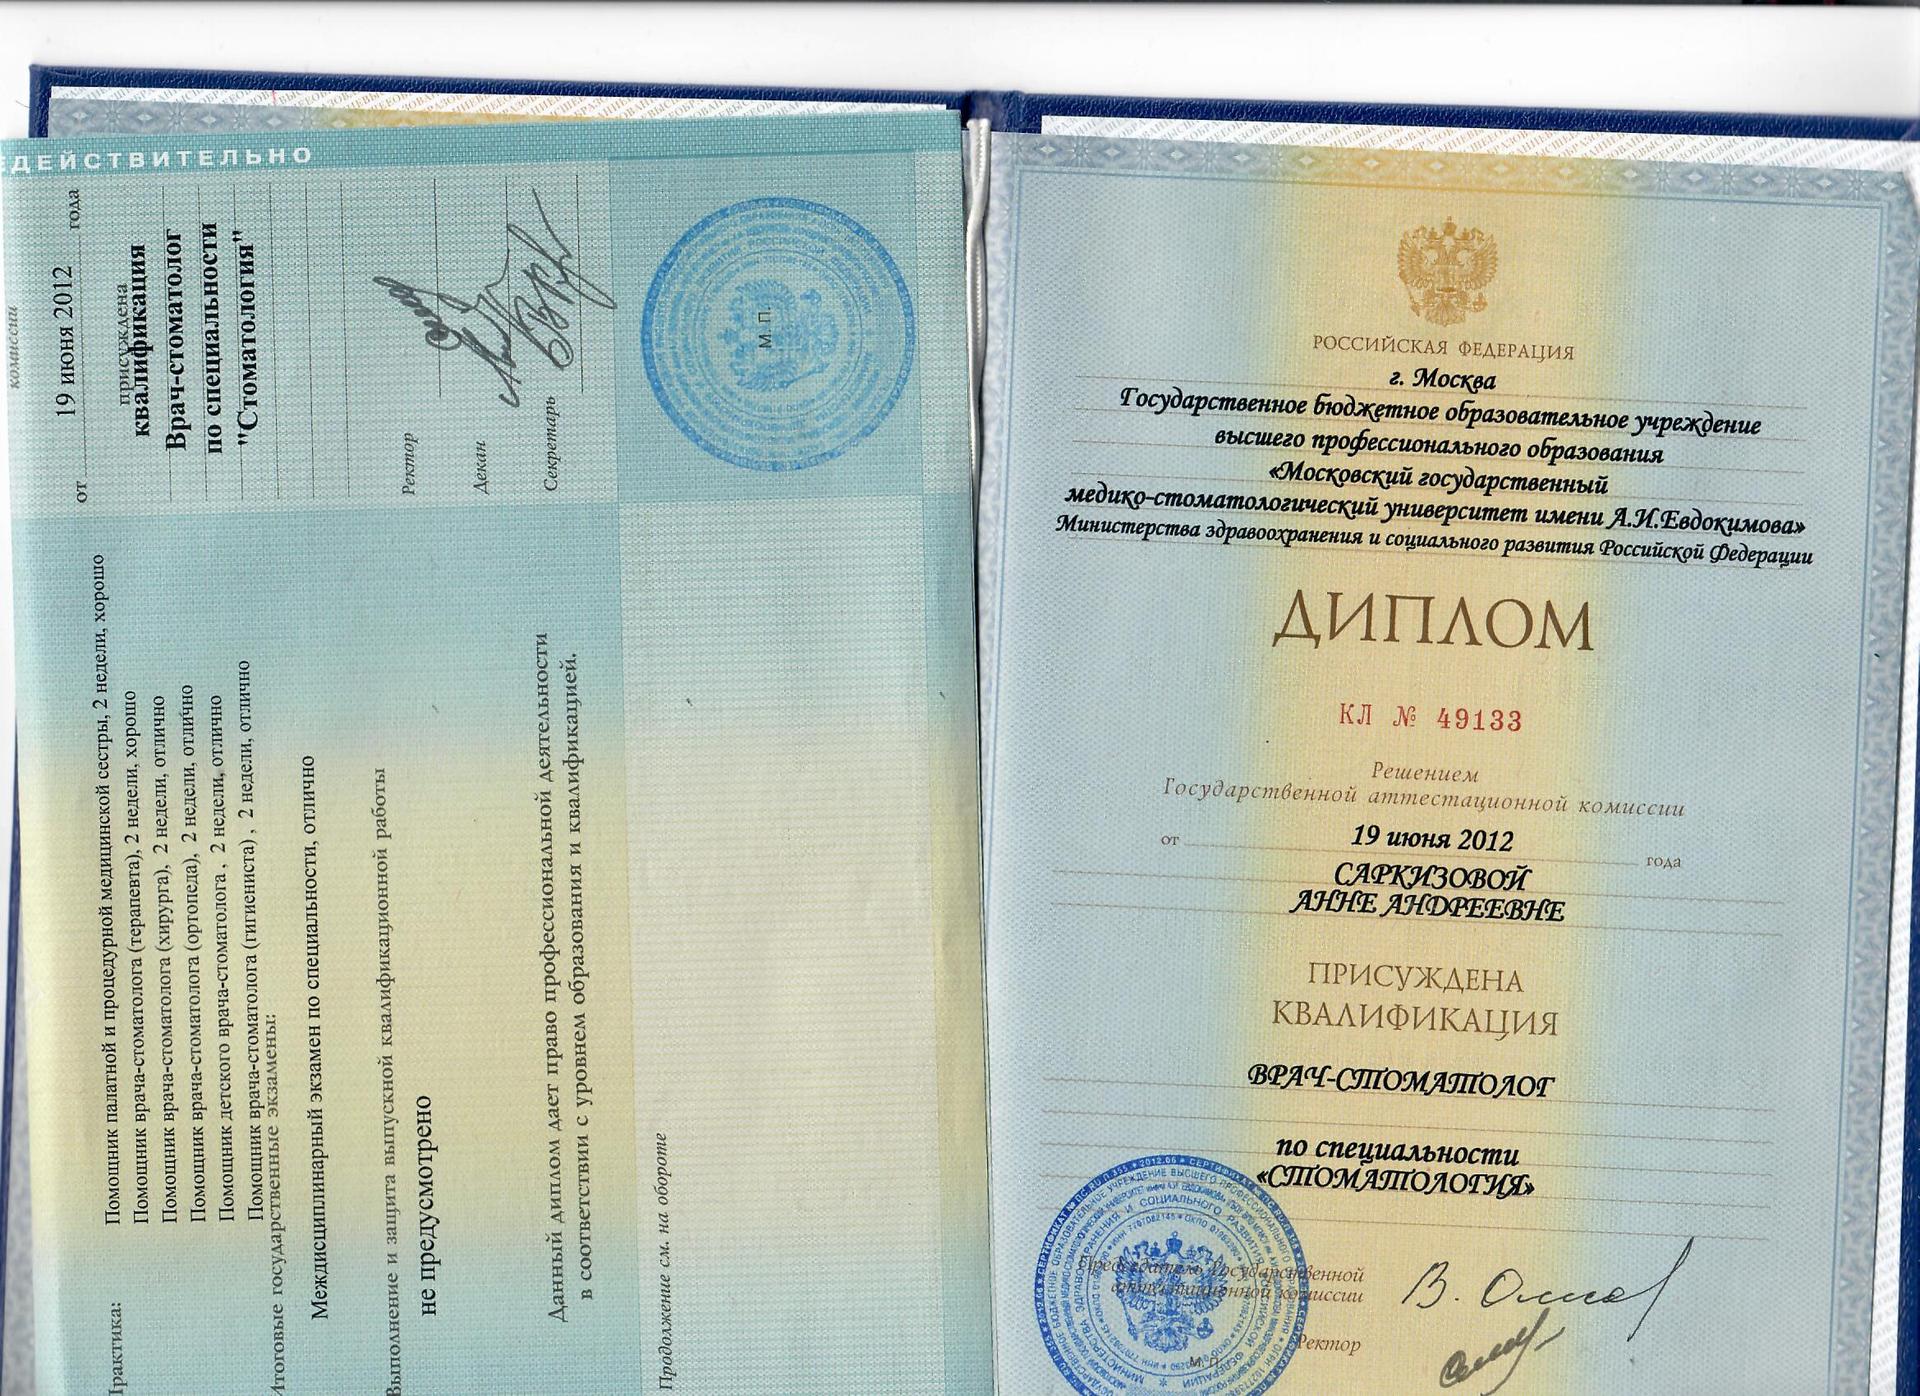 ЕДЕЙСТВИТЕЛЬНО
комиссии
от 19 июня 2012 года
присуждена
квалификация
Врач-стоматолог
по специальности
"Стоматология"
Ректор
Декан
Секретарь
М.П.
Практика:
Помощник палатной и процедурной медицинской сестры, 2 недели, хорошо
Помощник врача-стоматолога (терапевта), 2 недели, хорошо
Помощник врача-стоматолога (хирурга), 2 недели, отлично
Помощник врача-стоматолога (ортопеда), 2 недели, отлично
Помощник детского врача-стоматолога , 2 недели, отлично
Помощник врача-стоматолога (гигиениста) , 2 недели, отлично
Итоговые государственные экзамены:
Междисциплинарный экзамен по специальности, отлично
Выполнение и защита выпускной квалификационной работы
не предусмотрено
Данный диплом дает право профессиональной деятельности
в соответствии с уровнем образования и квалификацией.
Продолжение см. на обороте
РОССИЙСКАЯ ФЕДЕРАЦИЯ
г. Москва
Государственное бюджетное образовательное учреждение
высшего профессионального образования
«Московский государственный
медико-стоматологический университет имени А.И.Евдокимова»
Министерства здравоохранения и социального развития Российской Федерации
ДИПЛОМ
КЛ № 49133
Решением
Государственной аттестационной комиссии
от 19 июня 2012 года
САРКИЗОВОЙ
АННЕ АНДРЕЕВНЕ
ПРИСУЖДЕНА
КВАЛИФИКАЦИЯ
ВРАЧ-СТОМАТОЛОГ
по специальности
«СТОМАТОЛОГИЯ»
Председатель Государственной
аттестационной комиссии
Ректор
М.П.